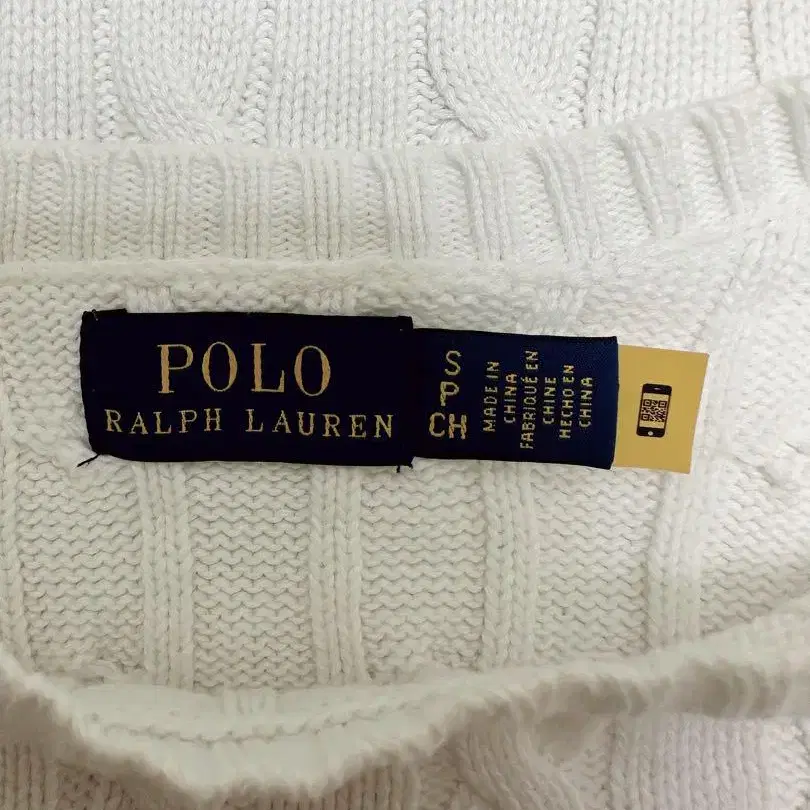 POLO
RALPH LAUREN
S
P
CH
MADE IN
CHINA
FABRIQUÉ EN
CHINE
HECHO EN
CHINA